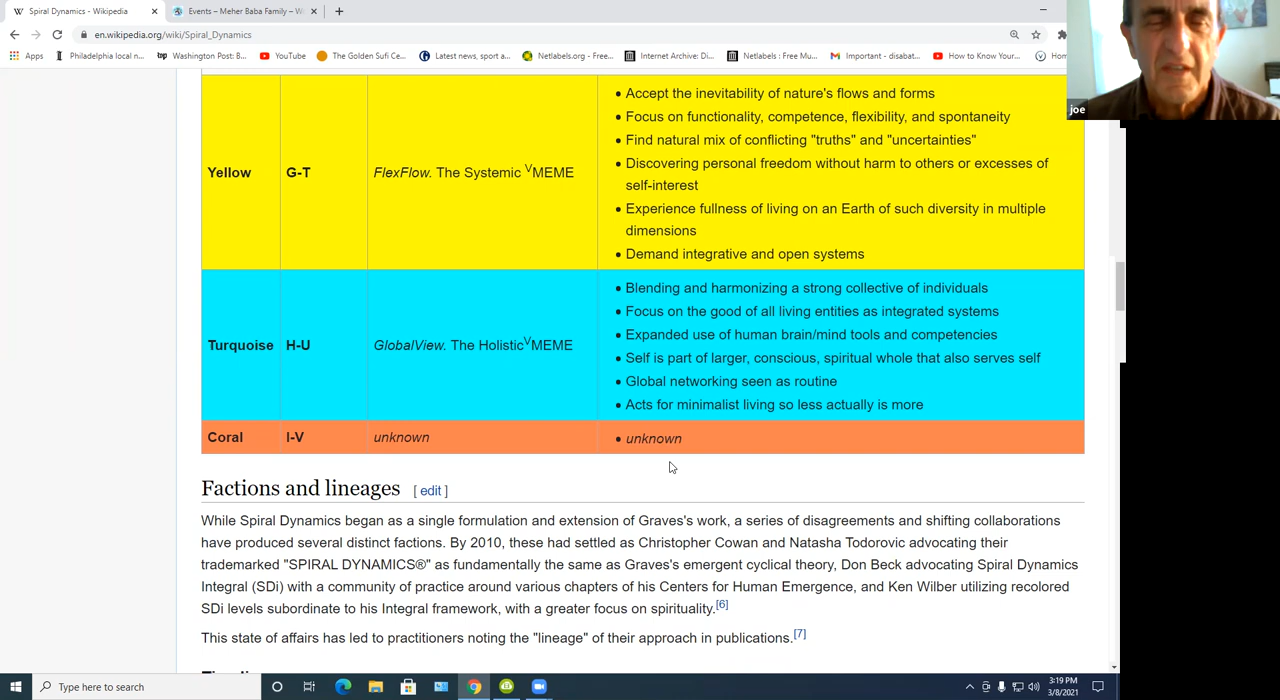 Spiral Dynamics - Wikipedia
en.wikipedia.org/wiki/Spiral_Dynamics
Apps Philadelphia local n... Washington Post: B... YouTube The Golden Sufi Ce... Latest news, sport a... Netlabels.org - Free... Internet Archive: Di... Netlabels : Free Mu... Important - disabat... How to Know Your... Hom
joe
Yellow G-T FlexFlow. The Systemic VMEME
• Accept the inevitability of nature's flows and forms
• Focus on functionality, competence, flexibility, and spontaneity
• Find natural mix of conflicting "truths" and "uncertainties"
• Discovering personal freedom without harm to others or excesses of
self-interest
• Experience fullness of living on an Earth of such diversity in multiple
dimensions
• Demand integrative and open systems
Turquoise H-U GlobalView. The HolisticVMEME
• Blending and harmonizing a strong collective of individuals
• Focus on the good of all living entities as integrated systems
• Expanded use of human brain/mind tools and competencies
• Self is part of larger, conscious, spiritual whole that also serves self
• Global networking seen as routine
• Acts for minimalist living so less actually is more
Coral I-V unknown • unknown
Factions and lineages [ edit ]
While Spiral Dynamics began as a single formulation and extension of Graves's work, a series of disagreements and shifting collaborations
have produced several distinct factions. By 2010, these had settled as Christopher Cowan and Natasha Todorovic advocating their
trademarked "SPIRAL DYNAMICS®" as fundamentally the same as Graves's emergent cyclical theory, Don Beck advocating Spiral Dynamics
Integral (SDi) with a community of practice around various chapters of his Centers for Human Emergence, and Ken Wilber utilizing recolored
SDi levels subordinate to his Integral framework, with a greater focus on spirituality.[6]
This state of affairs has led to practitioners noting the "lineage" of their approach in publications.[7]
Type here to search
3:19 PM
3/8/2021